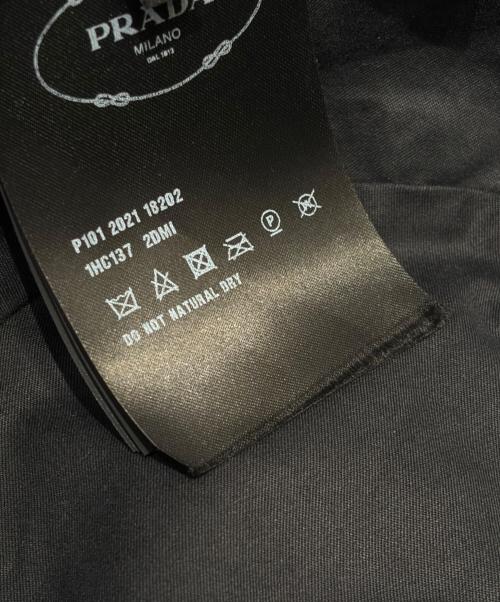 PRADA
MILANO
DAL 1913
P101 2021 18202
1HC137 2DMI
P
W
DO NOT NATURAL DRY